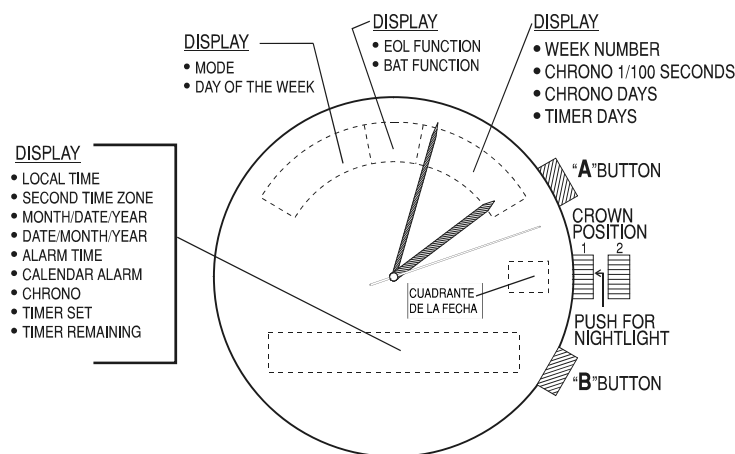 DISPLAY
• MODE
• DAY OF THE WEEK
DISPLAY
• EOL FUNCTION
• BAT FUNCTION
DISPLAY
• WEEK NUMBER
• CHRONO 1/100 SECONDS
• CHRONO DAYS
• TIMER DAYS
DISPLAY
• LOCAL TIME
• SECOND TIME ZONE
• MONTH/DATE/YEAR
• DATE/MONTH/YEAR
• ALARM TIME
• CALENDAR ALARM
• CHRONO
• TIMER SET
• TIMER REMAINING
"A"BUTTON
CROWN
POSITION
1 2
CUADRANTE
DE LA FECHA
PUSH FOR
NIGHTLIGHT
"B"BUTTON